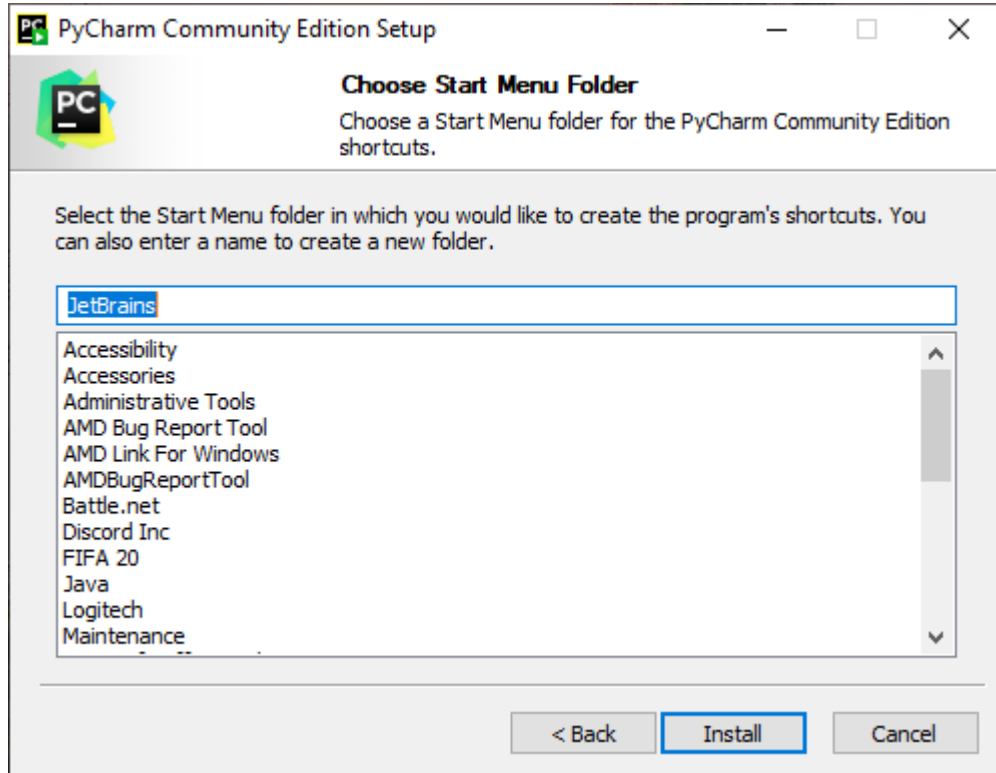 PyCharm Community Edition Setup
PC
Choose Start Menu Folder
Choose a Start Menu folder for the PyCharm Community Edition
shortcuts.
Select the Start Menu folder in which you would like to create the program's shortcuts. You
can also enter a name to create a new folder.
JetBrains
Accessibility
Accessories
Administrative Tools
AMD Bug Report Tool
AMD Link For Windows
AMDBugReportTool
Battle.net
Discord Inc
FIFA 20
Java
Logitech
Maintenance
< Back
Install
Cancel